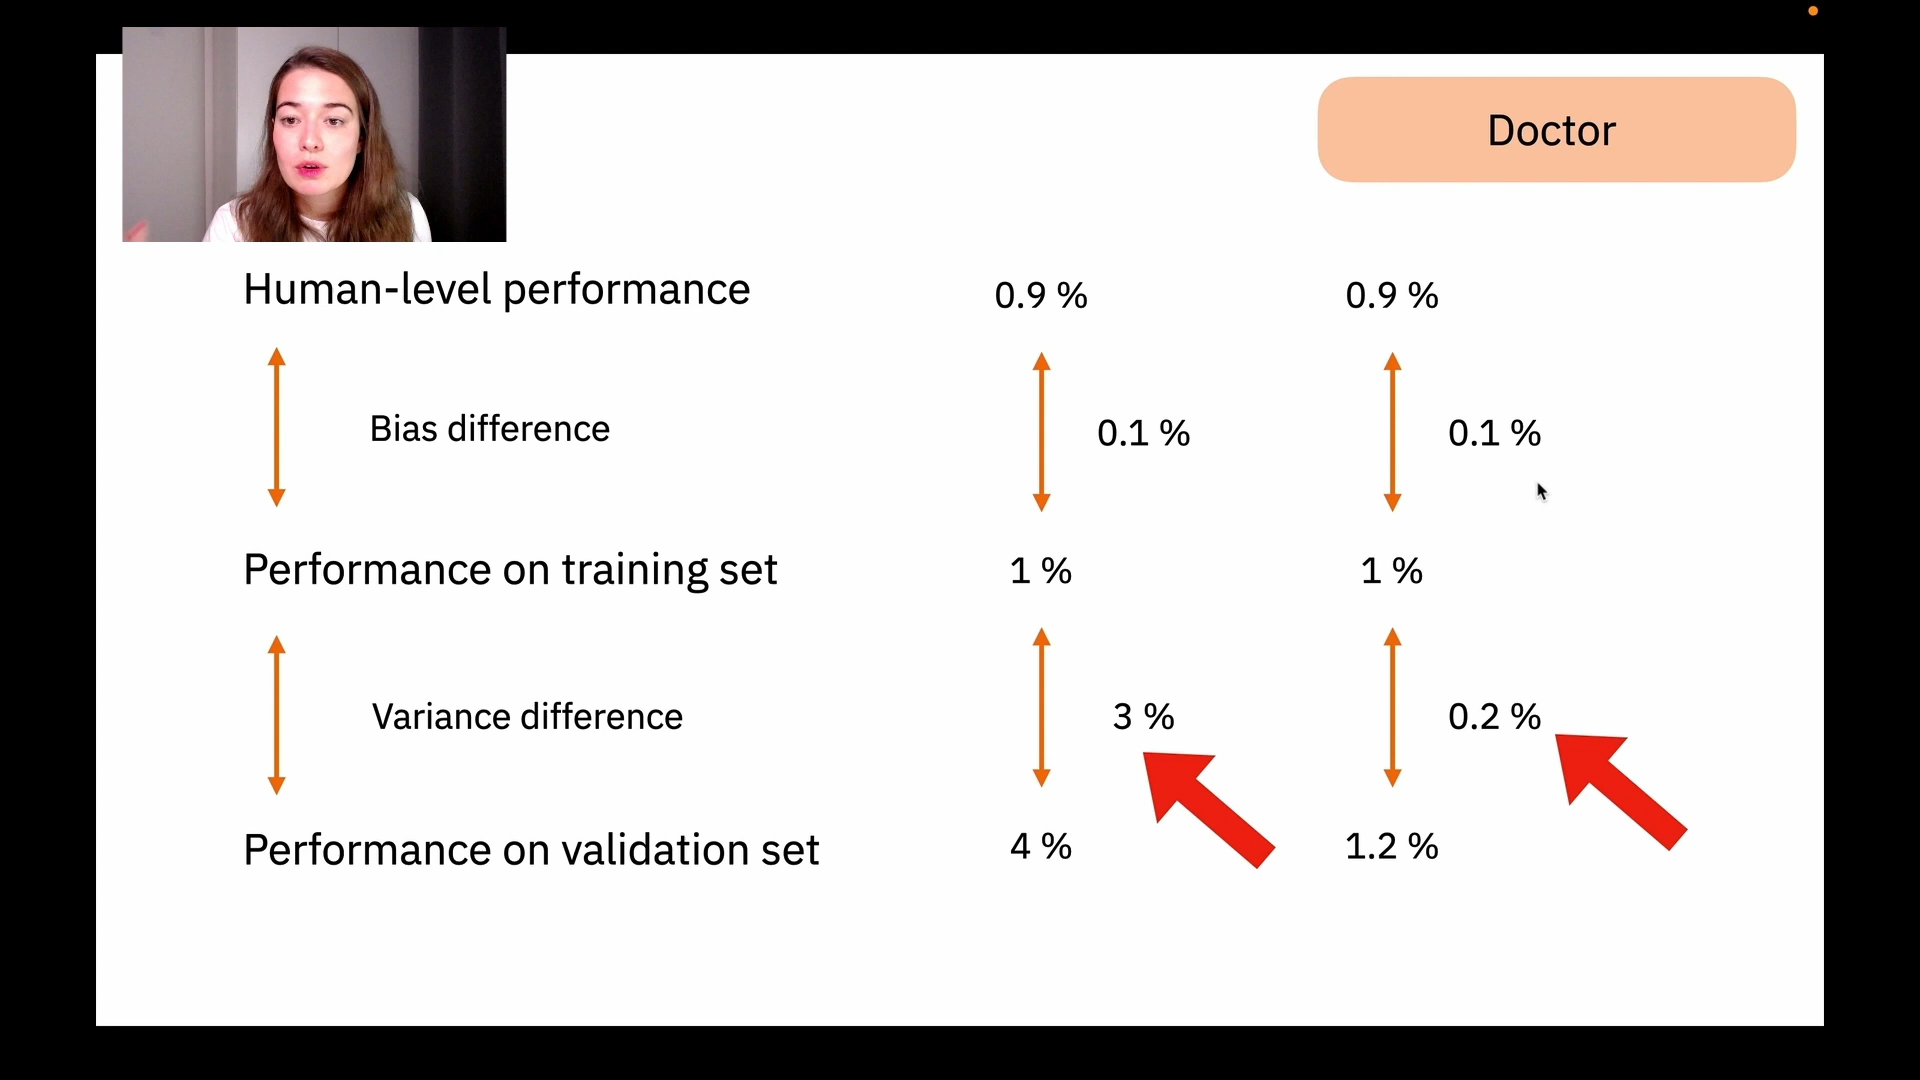 Doctor
Human-level performance 0.9 % 0.9 %
Bias difference 0.1 % 0.1 %
Performance on training set 1 % 1 %
Variance difference 3 % 0.2 %
Performance on validation set 4 % 1.2 %